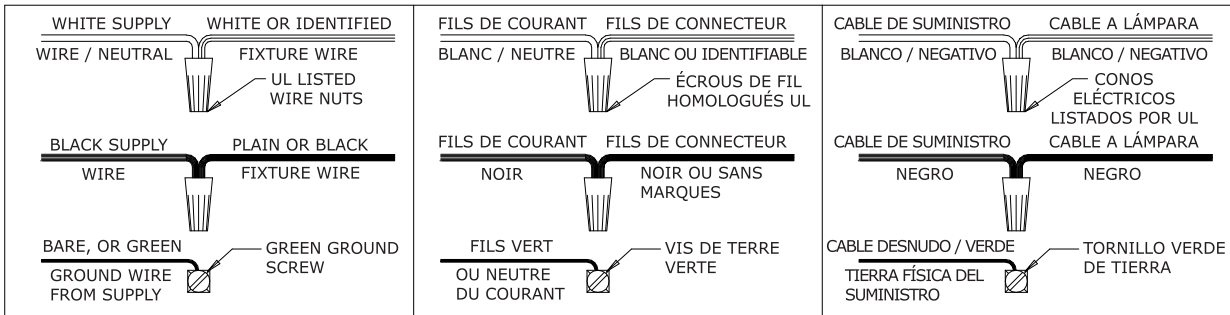 WHITE SUPPLY
WHITE OR IDENTIFIED
WIRE / NEUTRAL
FIXTURE WIRE
UL LISTED
WIRE NUTS
BLACK SUPPLY
PLAIN OR BLACK
WIRE
FIXTURE WIRE
BARE, OR GREEN
GROUND WIRE
FROM SUPPLY
GREEN GROUND
SCREW
FILS DE COURANT
FILS DE CONNECTEUR
BLANC / NEUTRE
BLANC OU IDENTIFIABLE
ÉCROUS DE FIL
HOMOLOGUÉS UL
FILS DE COURANT
FILS DE CONNECTEUR
NOIR
NOIR OU SANS
MARQUES
FILS VERT
OU NEUTRE
DU COURANT
VIS DE TERRE
VERTE
CABLE DE SUMINISTRO
CABLE A LÁMPARA
BLANCO / NEGATIVO
BLANCO / NEGATIVO
CONOS
ELÉCTRICOS
LISTADOS POR UL
CABLE DE SUMINISTRO
CABLE A LÁMPARA
NEGRO
NEGRO
CABLE DESNUDO / VERDE
TIERRA FÍSICA DEL
SUMINISTRO
TORNILLO VERDE
DE TIERRA